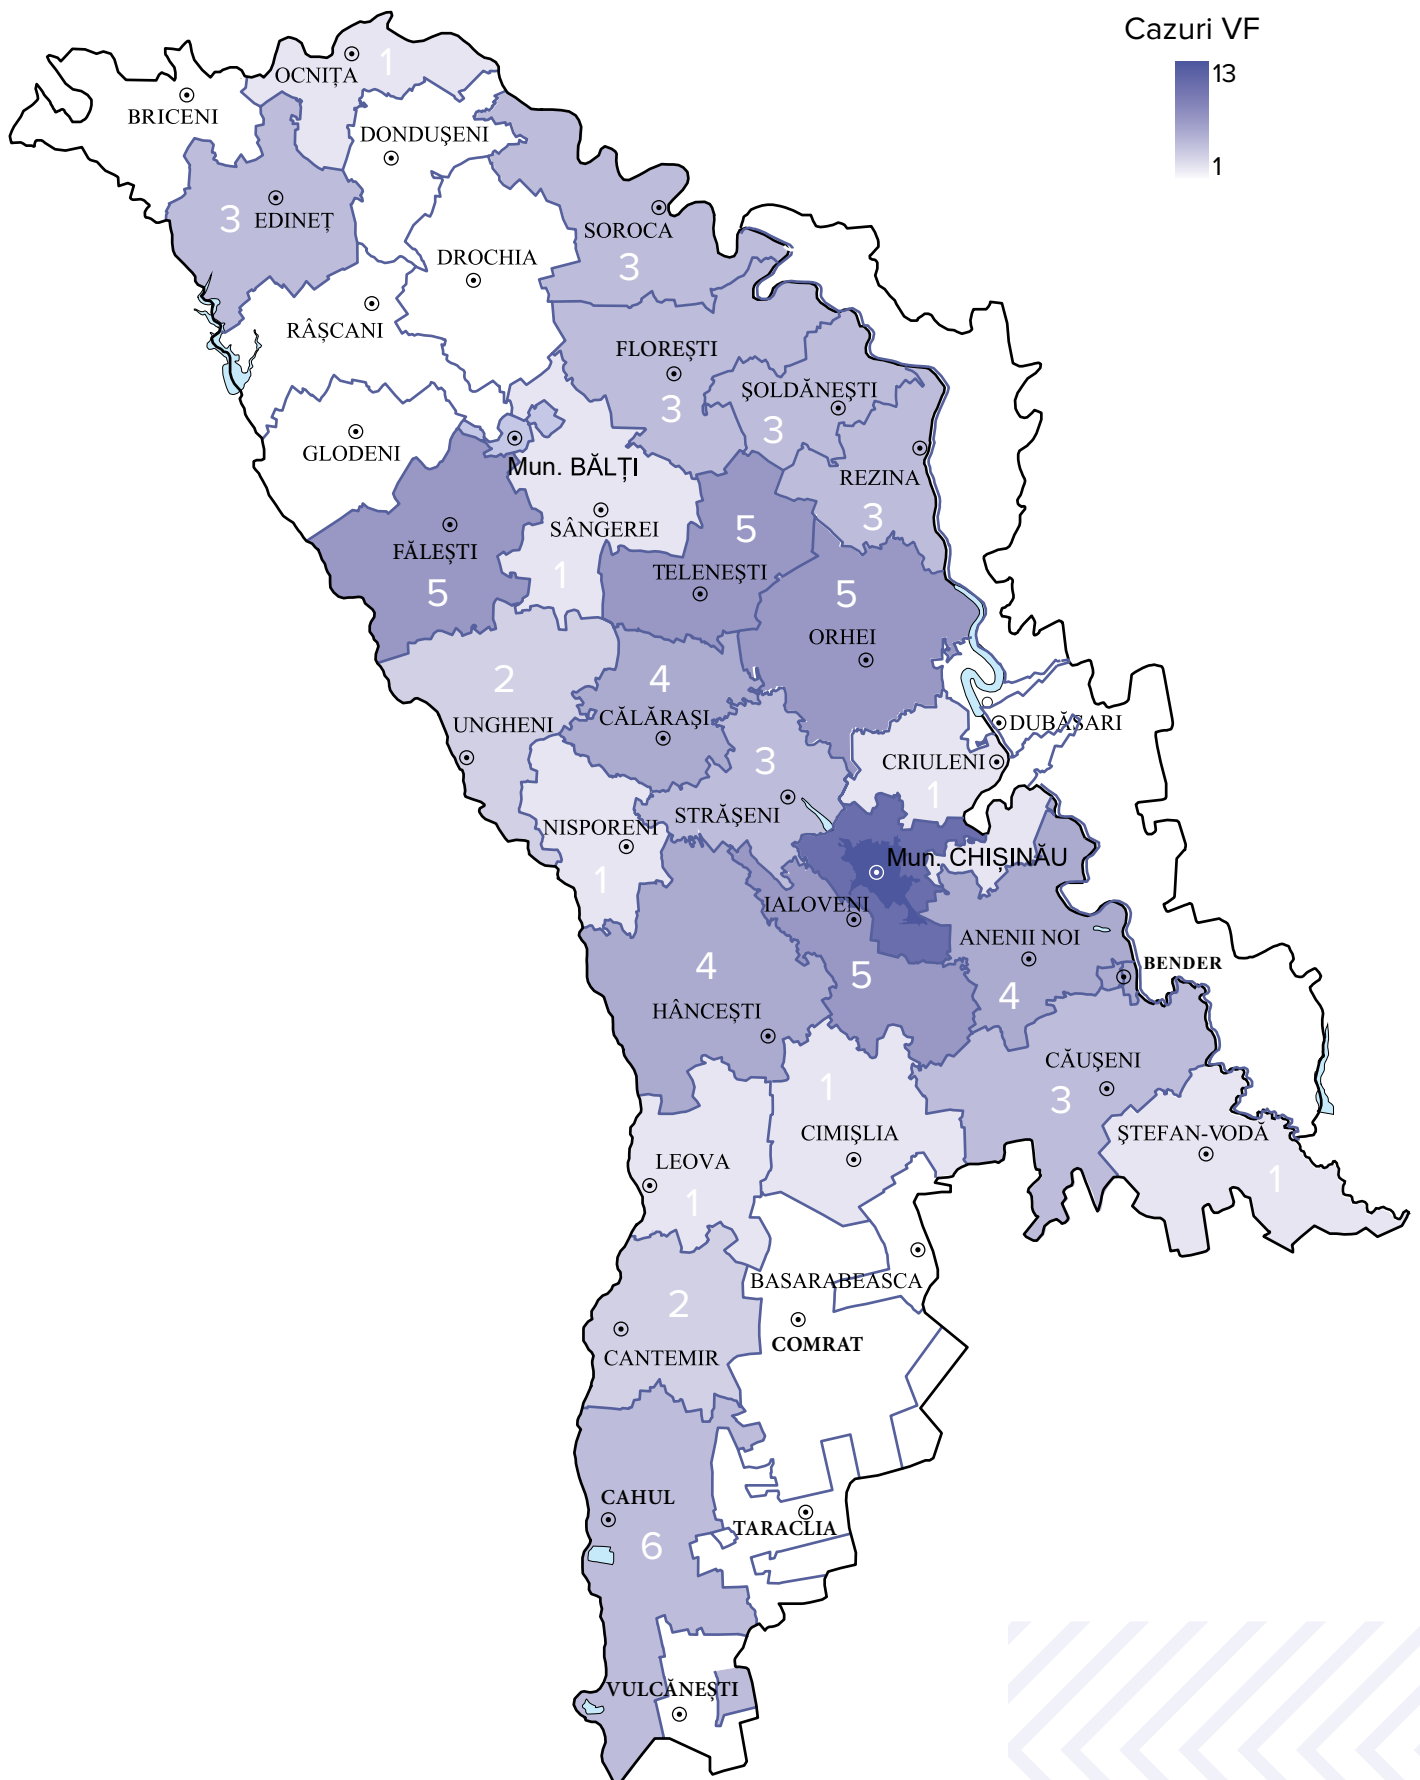 Cazuri VF
13
1
OCNIȚA
1
BRICENI
DONDUȘENI
3
EDINEȚ
SOROCA
3
DROCHIA
RÂȘCANI
FLOREȘTI
3
ȘOLDĂNEȘTI
3
GLODENI
Mun. BĂLȚI
REZINA
3
SÂNGEREI
1
5
TELENEȘTI
FĂLEȘTI
5
5
ORHEI
2
UNGHENI
4
CĂLĂRAȘI
DUBĂSARI
3
STRĂȘENI
CRIULENI
1
NISPORENI
1
Mun. CHIȘINĂU
IALOVENI
5
ANENII NOI
4
BENDER
4
HÂNCEȘTI
CĂUȘENI
3
1
CIMIȘLIA
ȘTEFAN-VODĂ
1
LEOVA
1
BASARABEASCA
2
CANTEMIR
COMRAT
CAHUL
6
TARACLIA
VULCĂNEȘTI